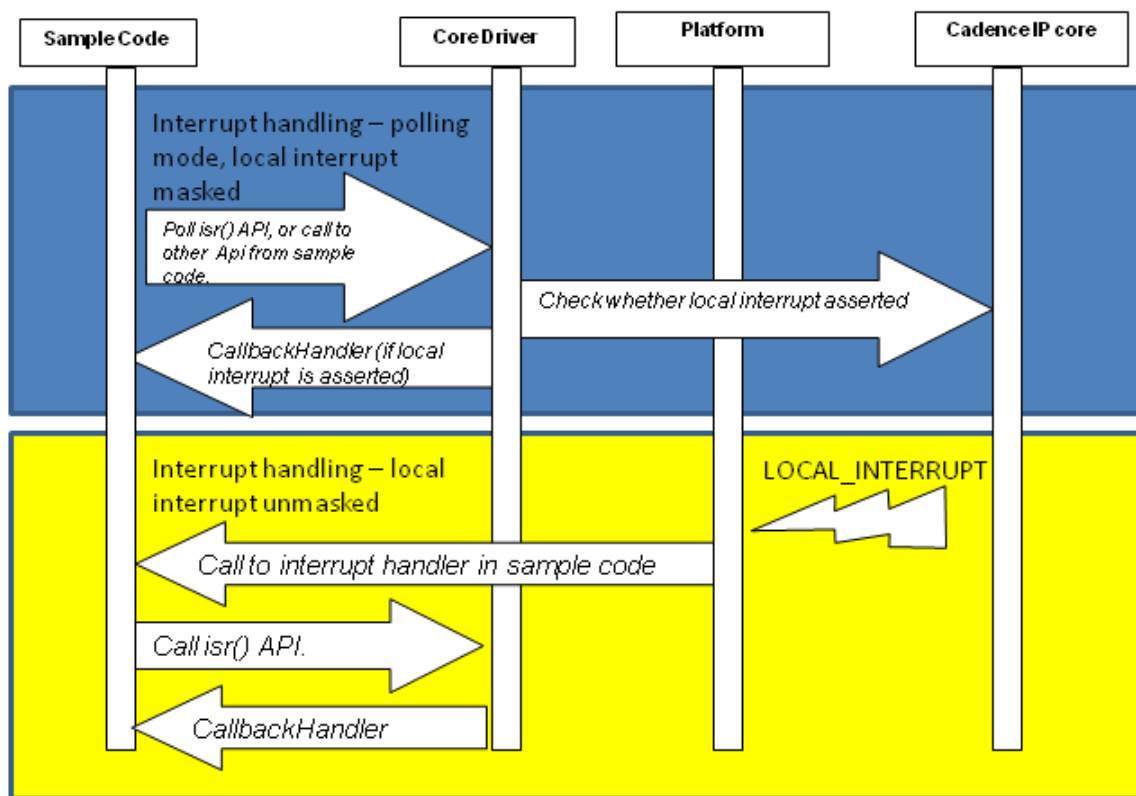 Sample Code
Core Driver
Platform
Cadence IP core
Interrupt handling – polling
mode, local interrupt
masked
Poll isr() API, or call to
other Api from sample
code.
Check whether local interrupt asserted
CallbackHandler (if local
interrupt is asserted)
Interrupt handling – local
interrupt unmasked
LOCAL_INTERRUPT
Call to interrupt handler in sample code
Call isr() API.
CallbackHandler